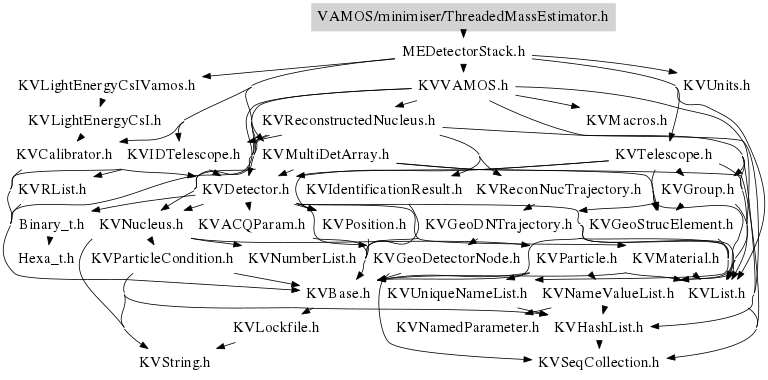 VAMOS/minimiser/ThreadedMassEstimator.h
MEDetectorStack.h
KVLightEnergyCsIVamos.h KVVAMOS.h KVUnits.h
KVLightEnergyCsI.h KVReconstructedNucleus.h KVMacros.h
KVCalibrator.h KVIDTelescope.h KVMultiDetArray.h KVTelescope.h
KVRList.h KVDetector.h KVIdentificationResult.h KVReconNucTrajectory.h KVGroup.h
Binary_t.h KVNucleus.h KVACQParam.h KVPosition.h KVGeoDNTrajectory.h KVGeoStrucElement.h
Hexa_t.h KVParticleCondition.h KVNumberList.h KVGeoDetectorNode.h KVParticle.h KVMaterial.h
KVBase.h KVUniqueNameList.h KVNameValueList.h KVList.h
KVLockfile.h KVNamedParameter.h KVHashList.h
KVString.h KVSeqCollection.h